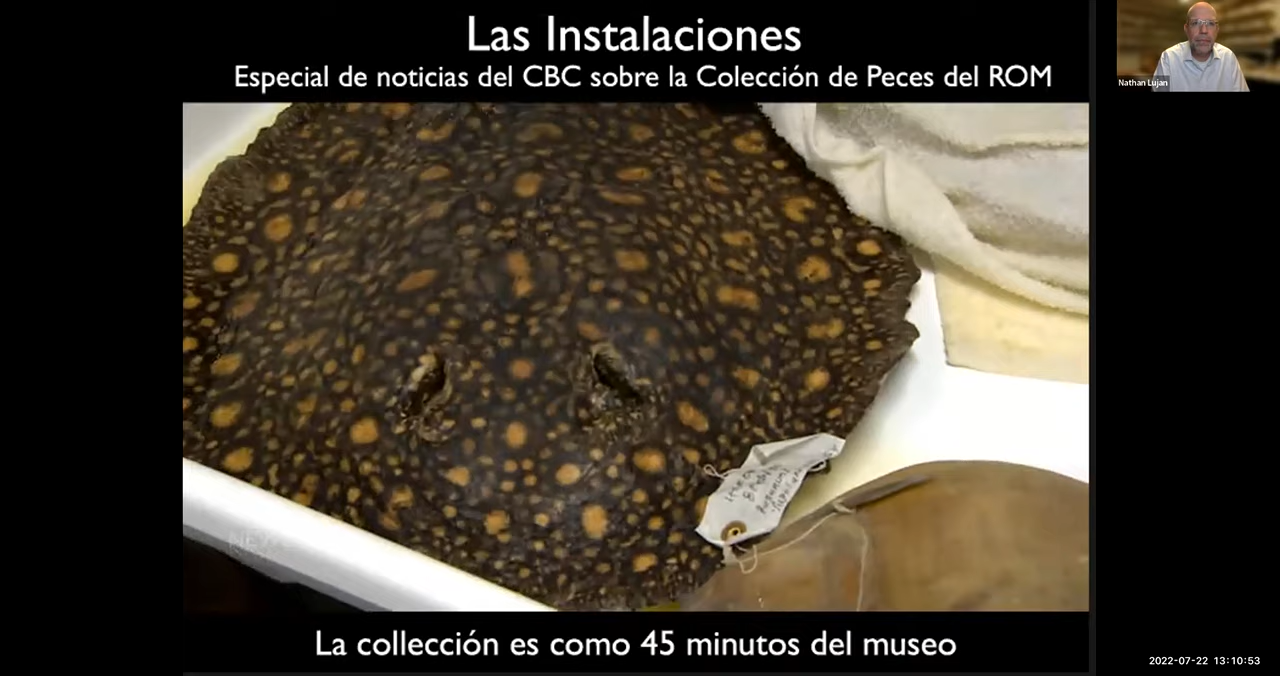 Las Instalaciones
Especial de noticias del CBC sobre la Colección de Peces del ROM
Nathan Lujan
NEWS
La collección es como 45 minutos del museo
2022-07-22 13:10:53